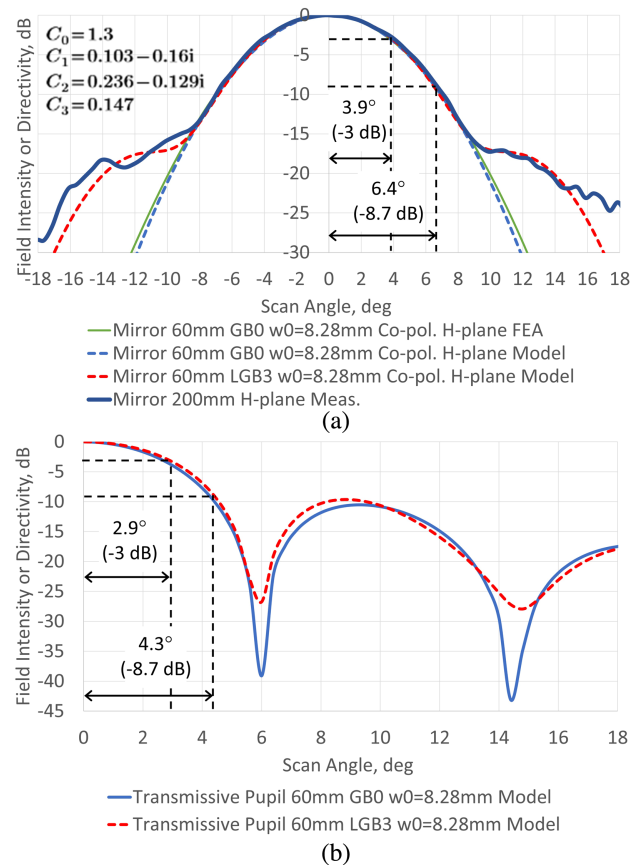 Field Intensity or Directivity, dB
C₀=1.3
C₁=0.103−0.16i
C₂=0.236−0.129i
C₃=0.147
0
-5
-10
-15
-20
-25
-30
3.9°
(-3 dB)
6.4°
(-8.7 dB)
-18 -16 -14 -12 -10 -8 -6 -4 -2 0 2 4 6 8 10 12 14 16 18
Scan Angle, deg
Mirror 60mm GB0 w0=8.28mm Co-pol. H-plane FEA
Mirror 60mm GB0 w0=8.28mm Co-pol. H-plane Model
Mirror 60mm LGB3 w0=8.28mm Co-pol. H-plane Model
Mirror 200mm H-plane Meas.
(a)
Field Intensity or Directivity, dB
0
-5
-10
-15
-20
-25
-30
-35
-40
-45
2.9°
(-3 dB)
4.3°
(-8.7 dB)
0 2 4 6 8 10 12 14 16 18
Scan Angle, deg
Transmissive Pupil 60mm GB0 w0=8.28mm Model
Transmissive Pupil 60mm LGB3 w0=8.28mm Model
(b)